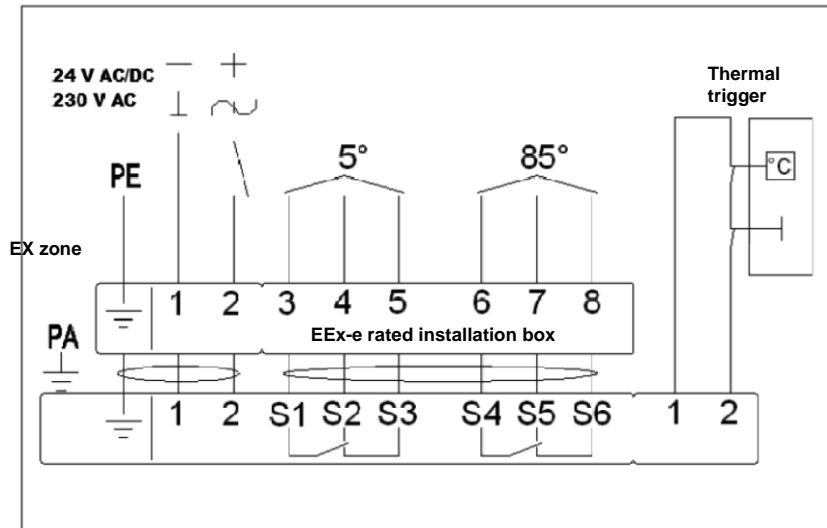 24 V AC/DC − +
230 V AC
Thermal
trigger
°C
5° 85°
PE
EX zone
1 2 3 4 5 6 7 8
EEx-e rated installation box
PA
1 2 S1 S2 S3 S4 S5 S6 1 2